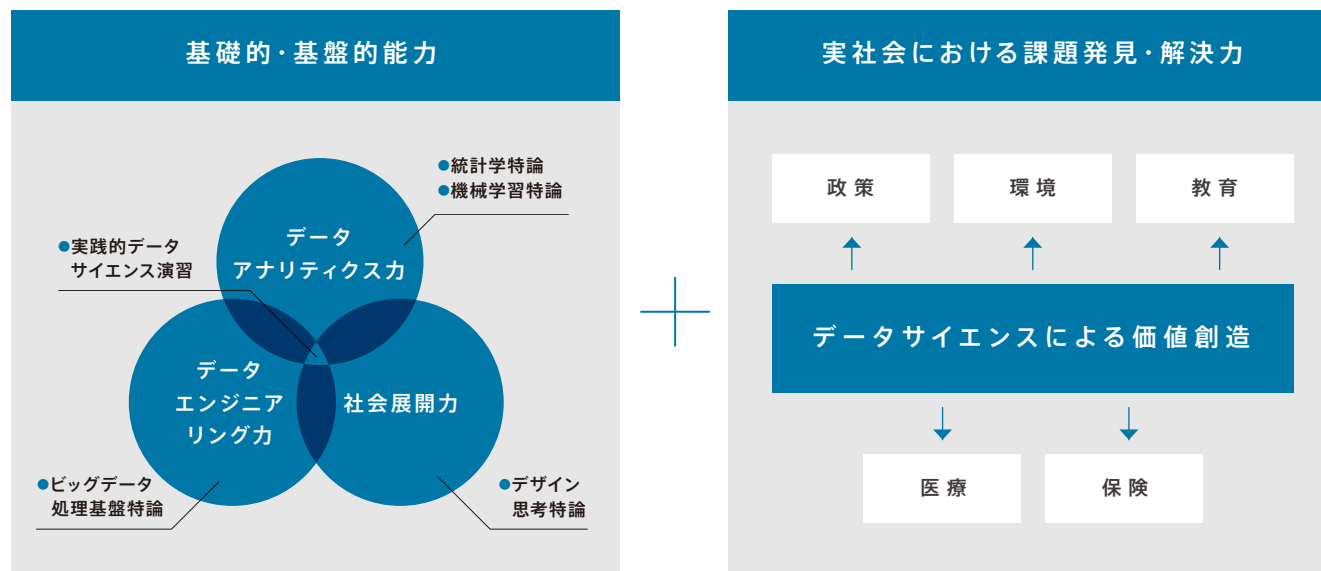 基礎的・基盤的能力
●統計学特論
●機械学習特論
●実践的データ
サイエンス演習
データ
アナリティクス力
データ
エンジニア
リング力
社会展開力
●ビッグデータ
処理基盤特論
●デザイン
思考特論
実社会における課題発見・解決力
政策
環境
教育
データサイエンスによる価値創造
医療
保険